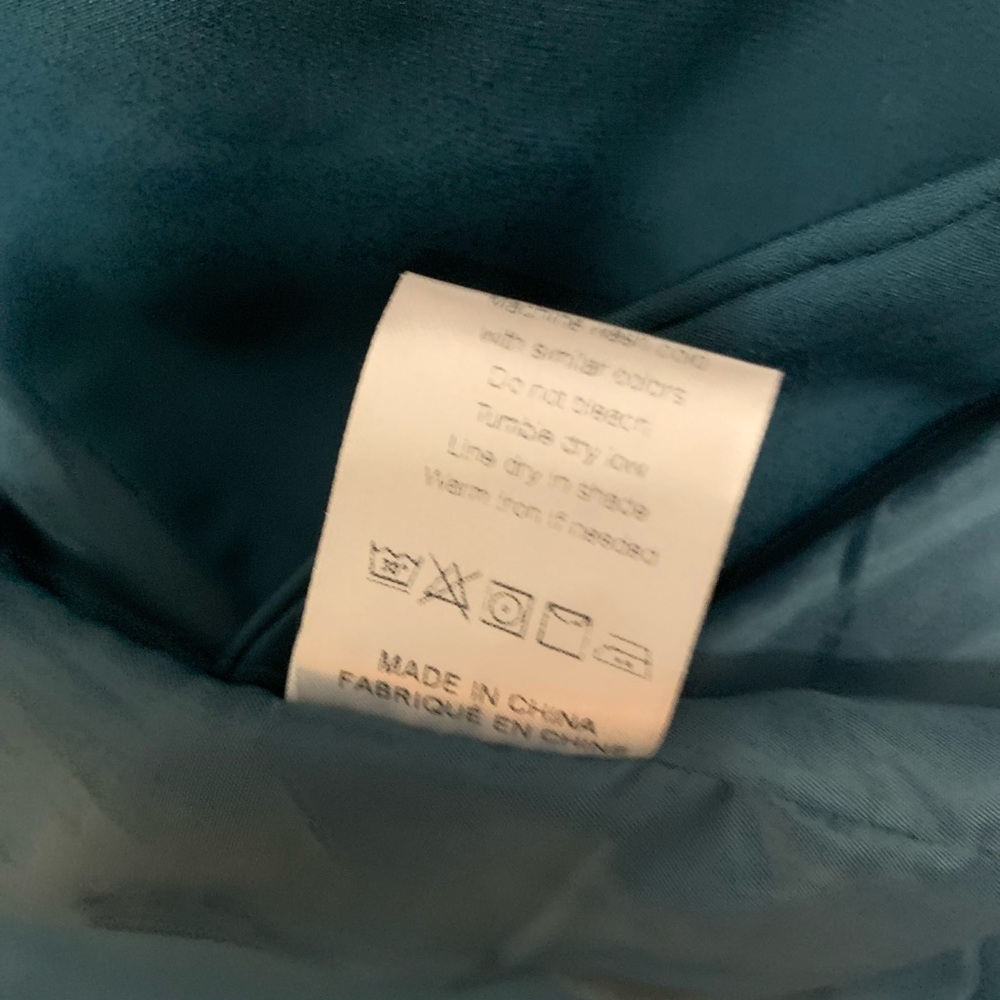 Machine wash cold
with similar colors
Do not bleach
Tumble dry low
Line dry in shade
Warm iron if needed
30°
MADE IN CHINA
FABRIQUÉ EN CHINE